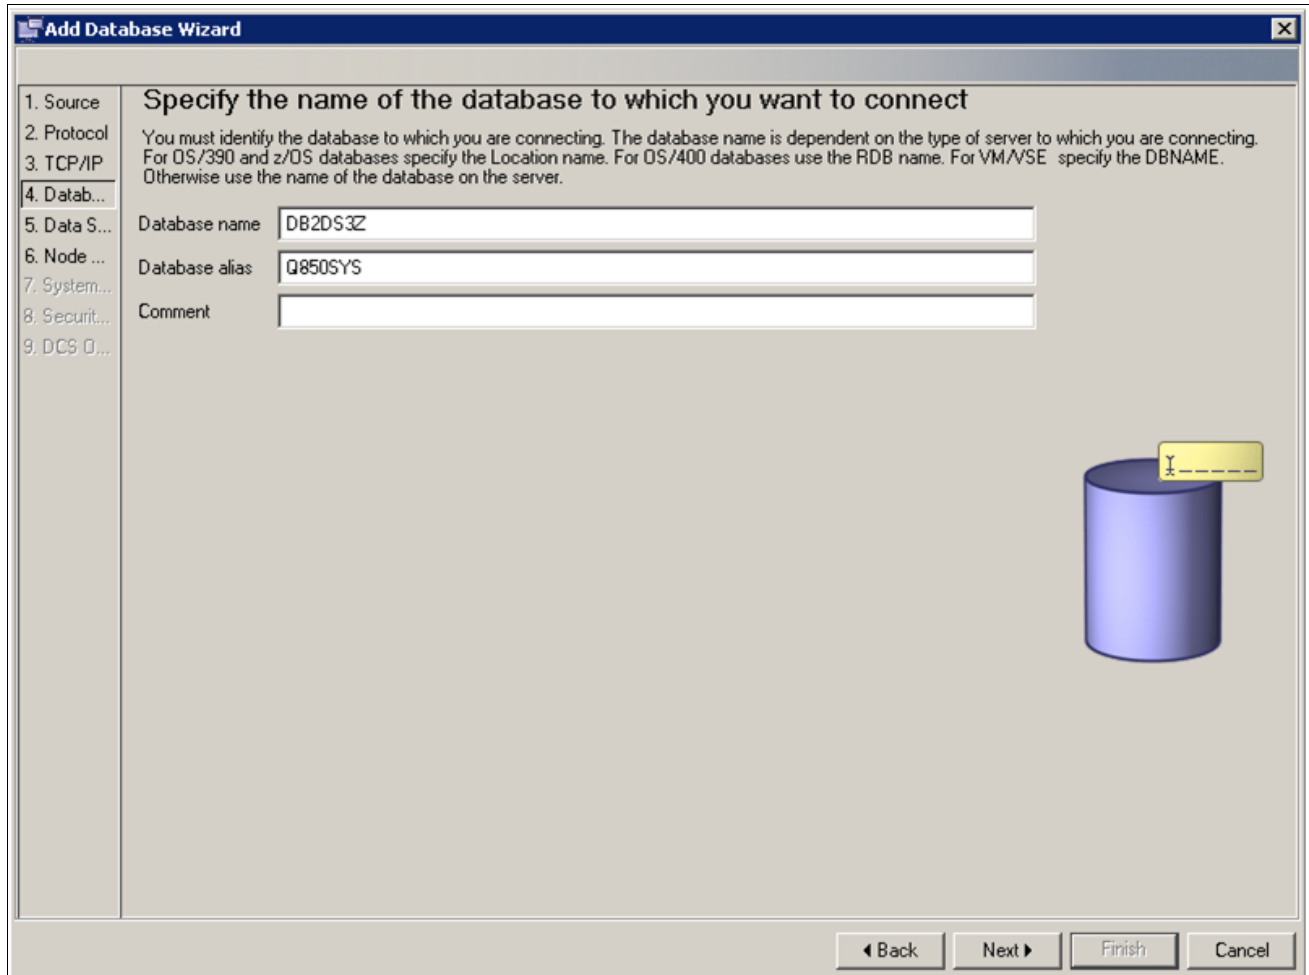 Add Database Wizard
1. Source
2. Protocol
3. TCP/IP
4. Datab...
5. Data S...
6. Node ...
7. System...
8. Securit...
9. DCS O...
Specify the name of the database to which you want to connect
You must identify the database to which you are connecting. The database name is dependent on the type of server to which you are connecting.
For OS/390 and z/OS databases specify the Location name. For OS/400 databases use the RDB name. For VM/VSE specify the DBNAME.
Otherwise use the name of the database on the server.
Database name DB2DS3Z
Database alias Q850SYS
Comment
Back Next Finish Cancel